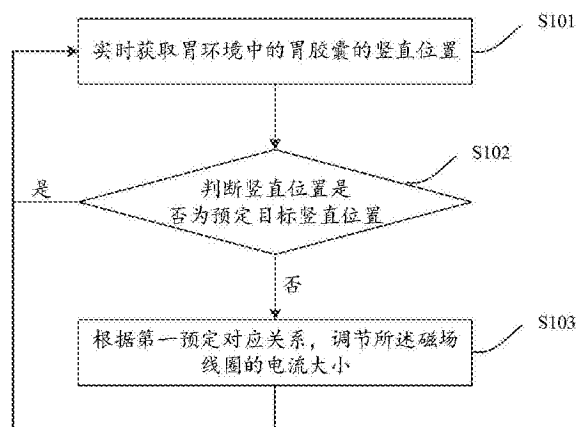 S101
实时获取胃环境中的胃胶囊的竖直位置
S102
判断竖直位置是
否为预定目标竖直位置
是
否
S103
根据第一预定对应关系，调节所述磁场
线圈的电流大小